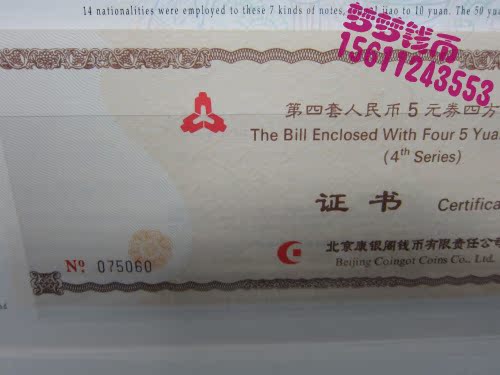 14 nationalities were employed to these 7 kinds of notes, jiao to 10 yuan. The 50 yua
梦梦钱币
15611243553
第四套人民币5元券四方
The Bill Enclosed With Four 5 Yuan
(4th Series)
证书 Certifica
北京康银阁钱币有限责任公
Beijing Coingot Coins Co., Ltd.
No 075060